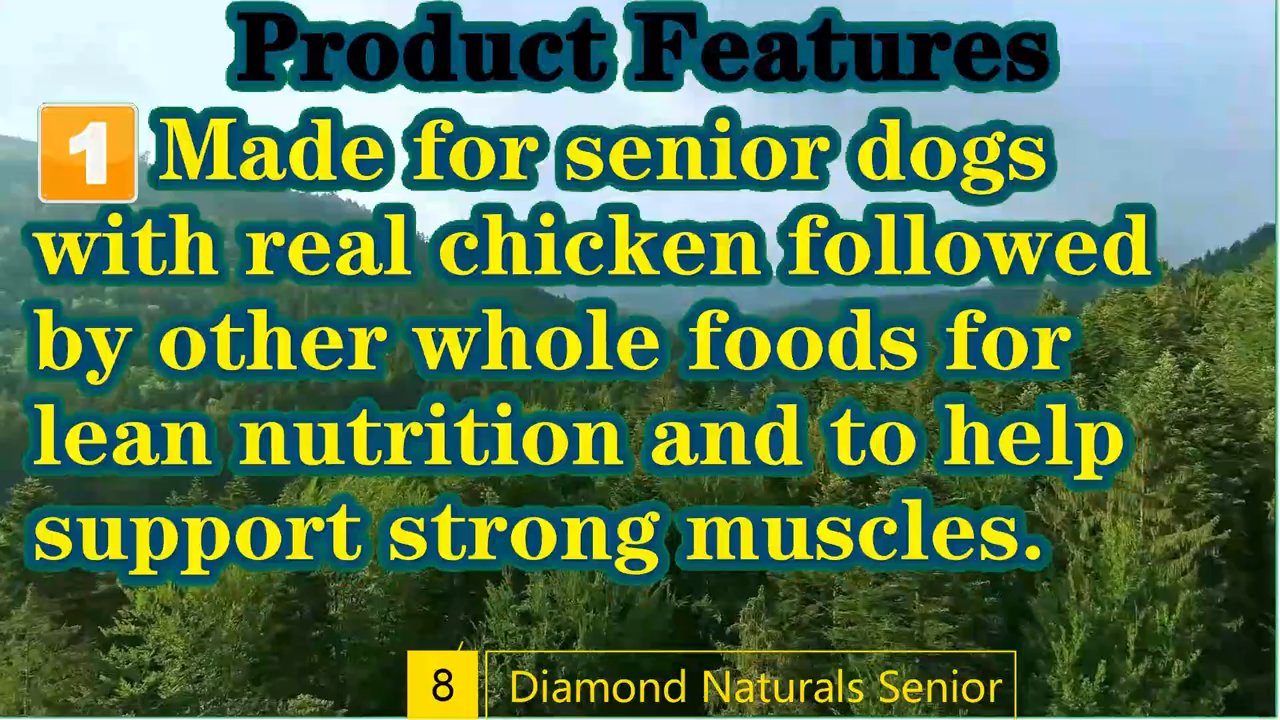 Product Features
1 Made for senior dogs
with real chicken followed
by other whole foods for
lean nutrition and to help
support strong muscles.
8 Diamond Naturals Senior